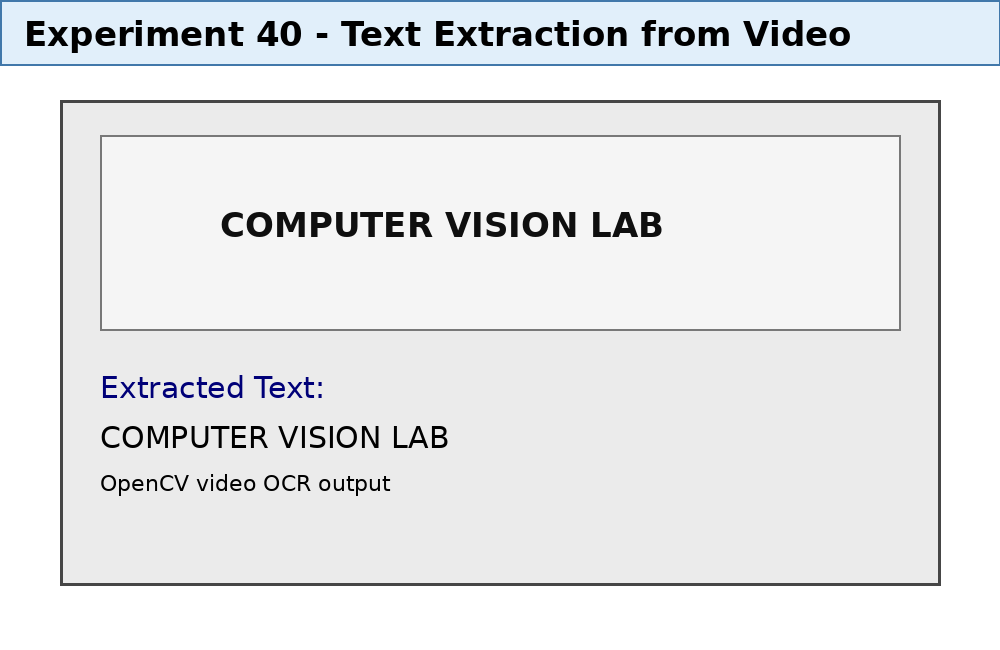 Experiment 40 - Text Extraction from Video
COMPUTER VISION LAB
Extracted Text:
COMPUTER VISION LAB
OpenCV video OCR output